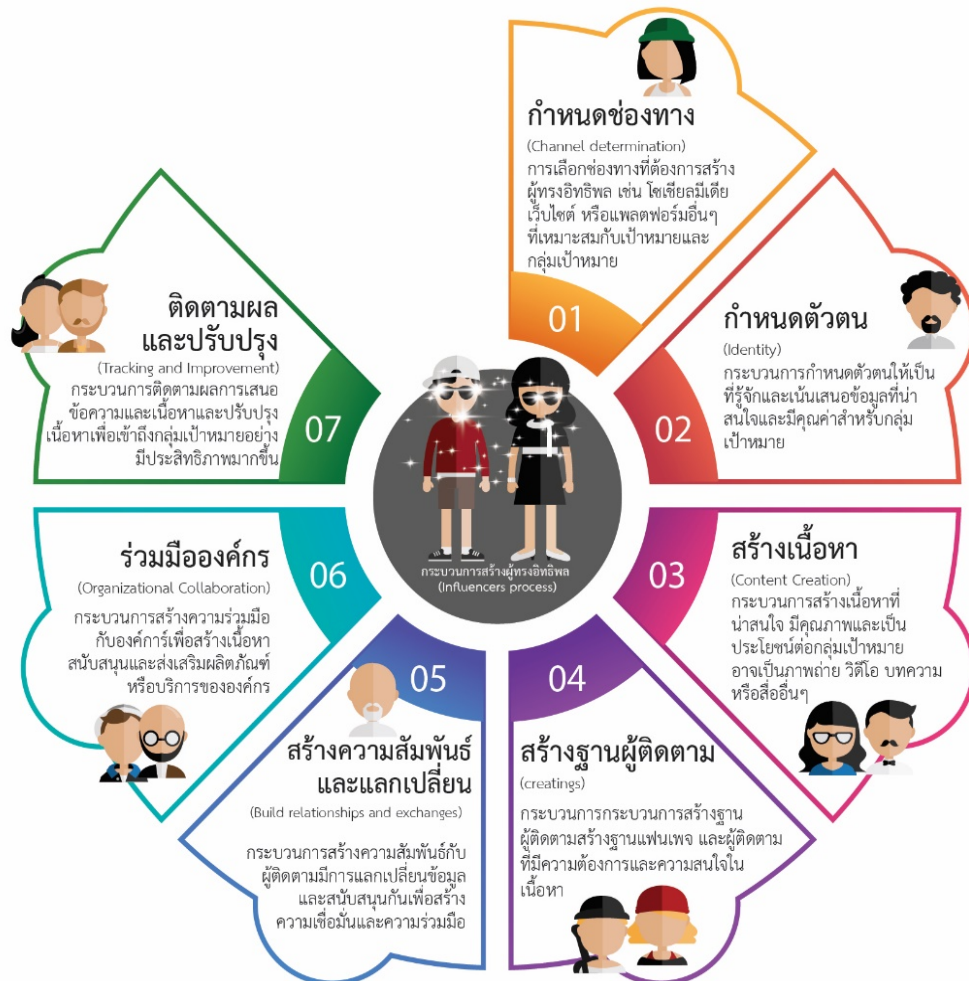 กำหนดช่องทาง
(Channel determination)
การเลือกช่องทางที่ต้องการสร้าง
ผู้ทรงอิทธิพล เช่น โซเชียลมีเดีย
เว็บไซต์ หรือแพลตฟอร์มอื่นๆ
ที่เหมาะสมกับเป้าหมายและ
กลุ่มเป้าหมาย
01
กำหนดตัวตน
(Identity)
กระบวนการกำหนดตัวตนให้เป็น
ที่รู้จักและเน้นเสนอข้อมูลที่น่า
สนใจและมีคุณค่าสำหรับกลุ่ม
เป้าหมาย
02
สร้างเนื้อหา
(Content Creation)
กระบวนการสร้างเนื้อหาที่
น่าสนใจ มีคุณภาพและเป็น
ประโยชน์ต่อกลุ่มเป้าหมาย
อาจเป็นภาพถ่าย วิดีโอ บทความ
หรือสื่ออื่นๆ
03
สร้างฐานผู้ติดตาม
(creatings)
กระบวนการกระบวนการสร้างฐาน
ผู้ติดตามสร้างฐานแฟนเพจ และผู้ติดตาม
ที่มีความต้องการและความสนใจใน
เนื้อหา
04
สร้างความสัมพันธ์
และแลกเปลี่ยน
(Build relationships and exchanges)
กระบวนการสร้างความสัมพันธ์กับ
ผู้ติดตามมีการแลกเปลี่ยนข้อมูล
และสนับสนุนกันเพื่อสร้าง
ความเชื่อมั่นและความร่วมมือ
05
ร่วมมือองค์กร
(Organizational Collaboration)
กระบวนการสร้างความร่วมมือ
กับองค์การเพื่อสร้างเนื้อหา
สนับสนุนและส่งเสริมผลิตภัณฑ์
หรือบริการขององค์กร
06
ติดตามผล
และปรับปรุง
(Tracking and Improvement)
กระบวนการติดตามผลการเสนอ
ข้อความและเนื้อหาและปรับปรุง
เนื้อหาเพื่อเข้าถึงกลุ่มเป้าหมายอย่าง
มีประสิทธิภาพมากขึ้น
07
กระบวนการสร้างผู้ทรงอิทธิพล
(Influencers process)